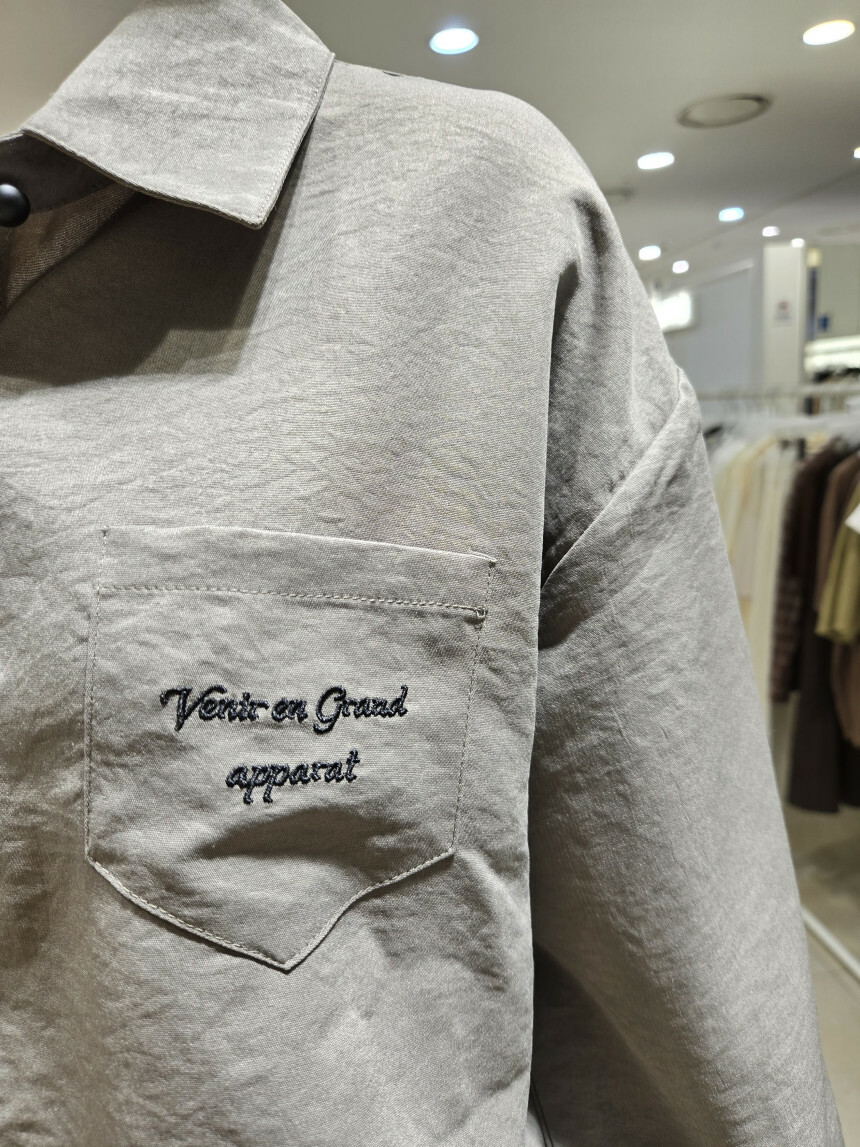 Venir en Grand
apparat